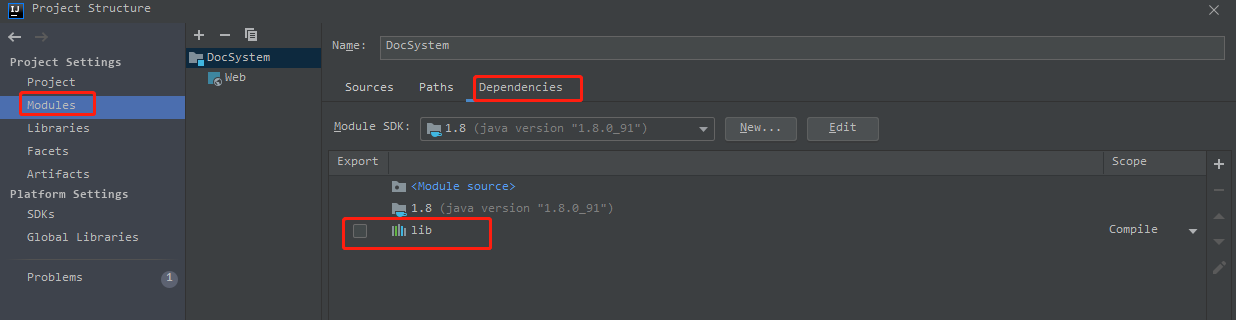 IJ Project Structure
Project Settings
Project
Modules
Libraries
Facets
Artifacts
Platform Settings
SDKs
Global Libraries
Problems 1
DocSystem
Web
Name: DocSystem
Sources Paths Dependencies
Module SDK: 1.8 (java version "1.8.0_91") New... Edit
Export Scope
<Module source>
1.8 (java version "1.8.0_91")
lib Compile